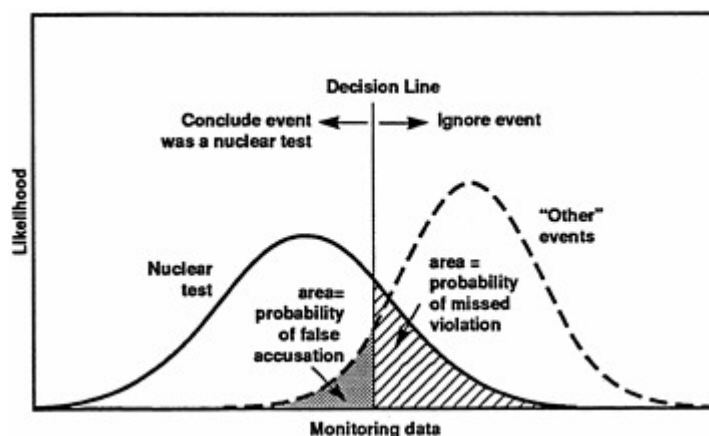 Decision Line
Conclude event
was a nuclear test
Ignore event
Likelihood
Nuclear
test
"Other"
events
area=
probability
of false
accusation
area =
probability
of missed
violation
Monitoring data